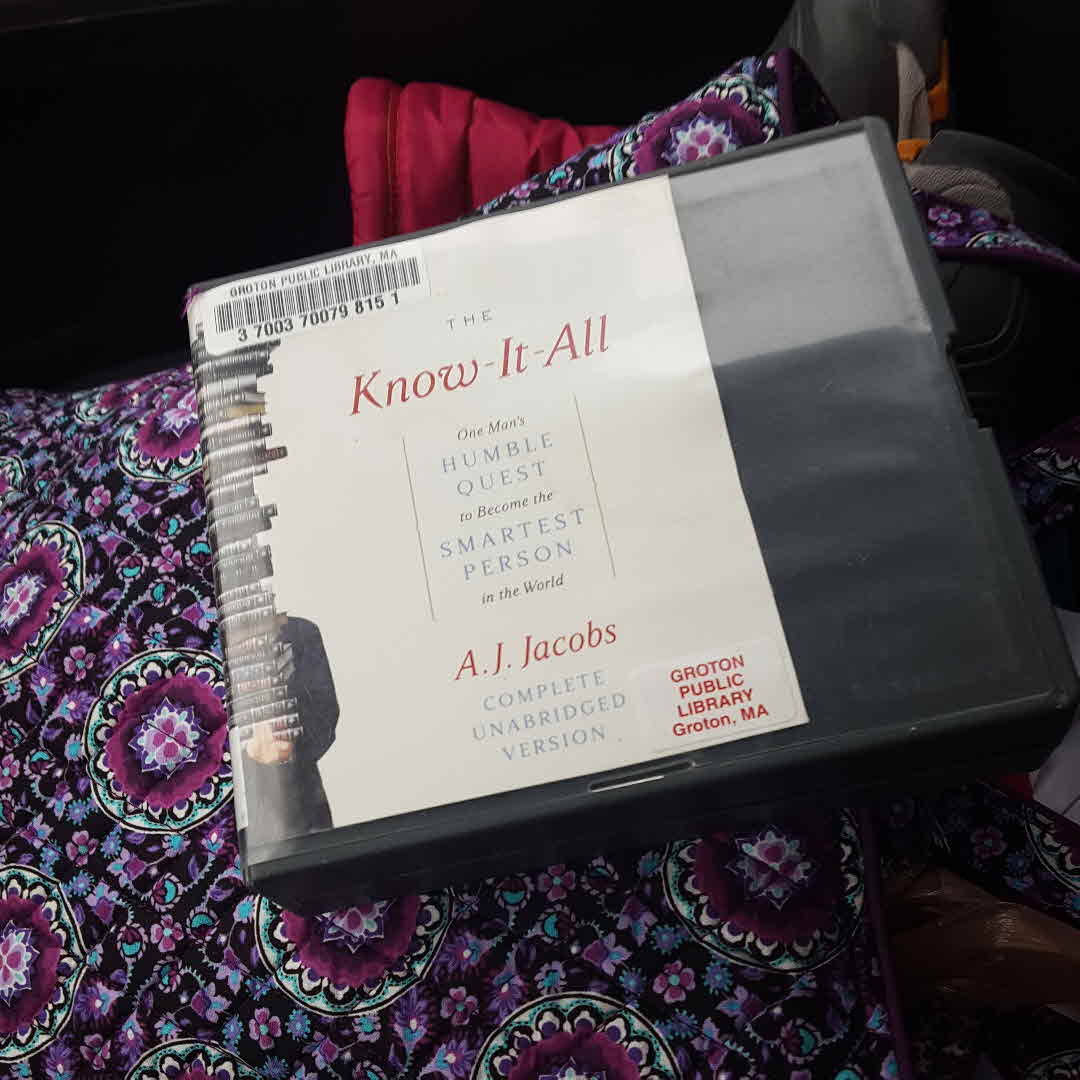 GROTON PUBLIC LIBRARY, MA
3 7003 70079 815 1
THE
Know-It-All
One Man's
HUMBLE
QUEST
to Become the
SMARTEST
PERSON
in the World
A.J. Jacobs
COMPLETE
UNABRIDGED
VERSION
GROTON
PUBLIC
LIBRARY
Groton, MA